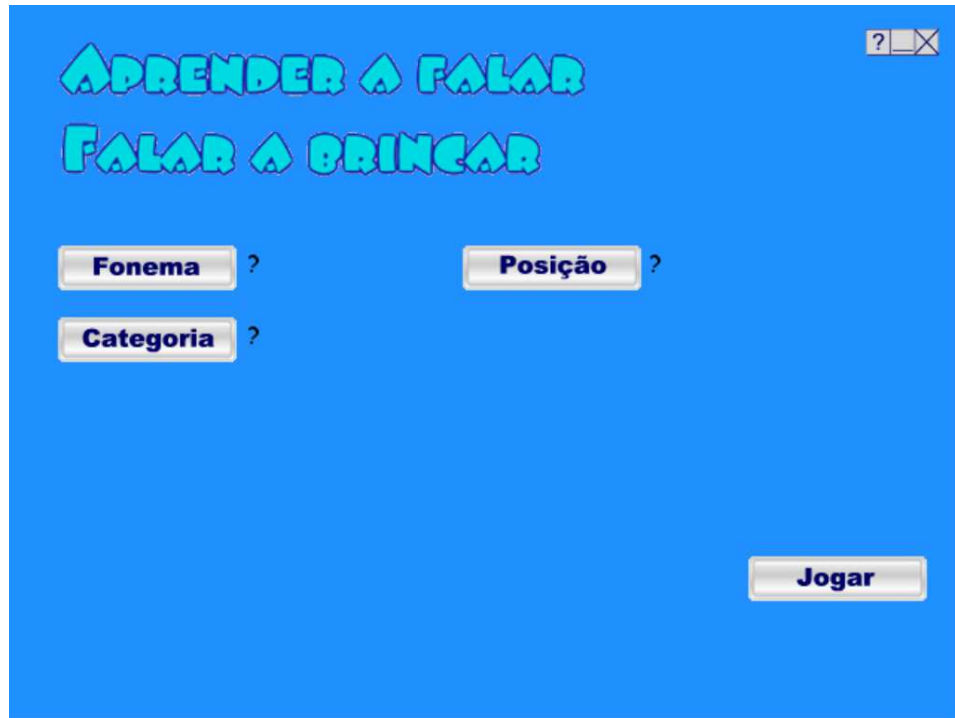 ?
Aprender a falar
Falar a brincar
Fonema ? Posição ?
Categoria ?
Jogar